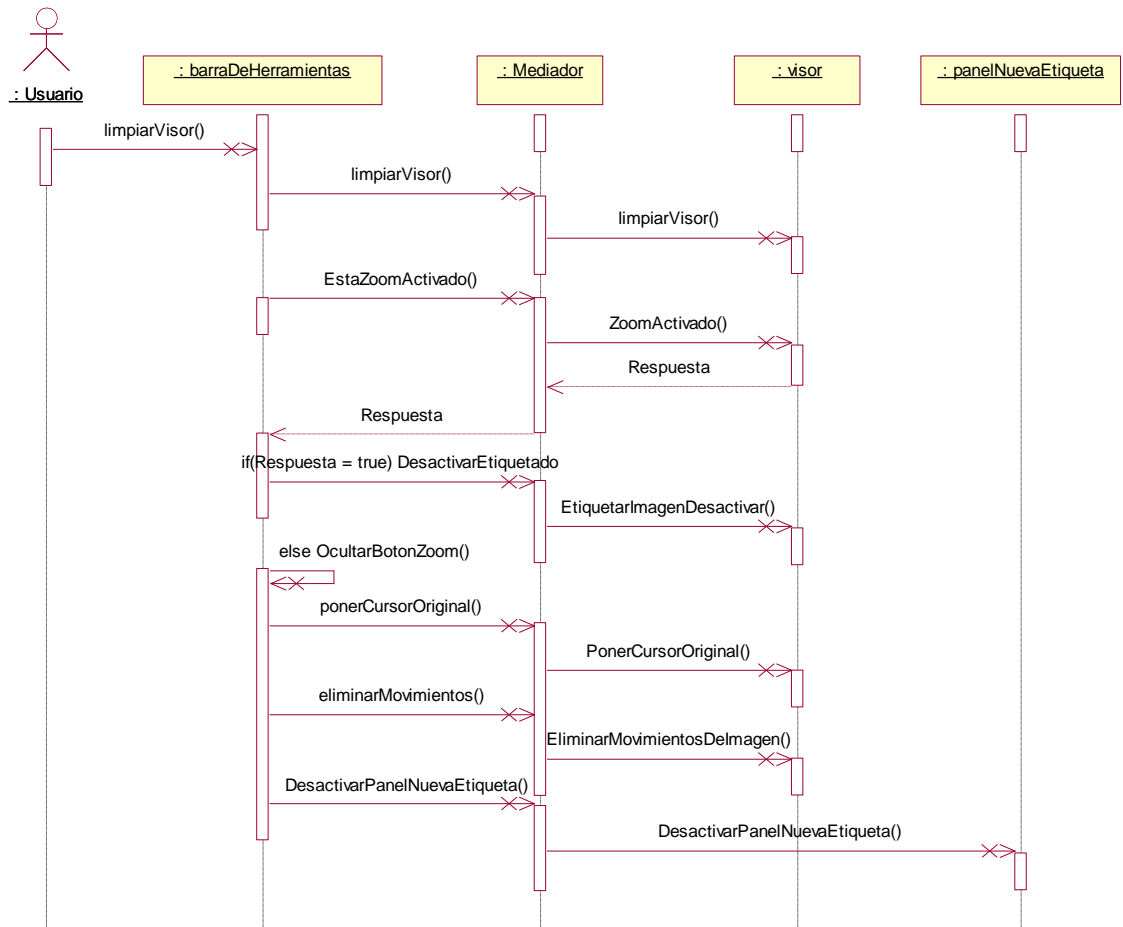 : Usuario
: barraDeHerramientas
: Mediador
: visor
: panelNuevaEtiqueta
limpiarVisor()
limpiarVisor()
limpiarVisor()
EstaZoomActivado()
ZoomActivado()
Respuesta
Respuesta
if(Respuesta = true) DesactivarEtiquetado
EtiquetarImagenDesactivar()
else OcultarBotonZoom()
ponerCursorOriginal()
PonerCursorOriginal()
eliminarMovimientos()
EliminarMovimientosDeImagen()
DesactivarPanelNuevaEtiqueta()
DesactivarPanelNuevaEtiqueta()